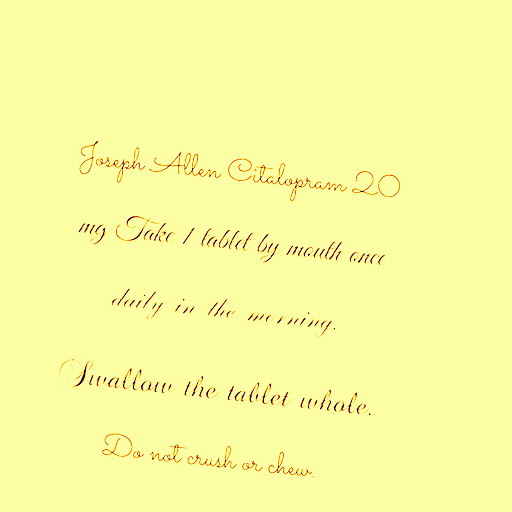 Joseph Allen Citalopram 20
mg Take 1 tablet by mouth once
daily in the morning.
Swallow the tablet whole.
Do not crush or chew.